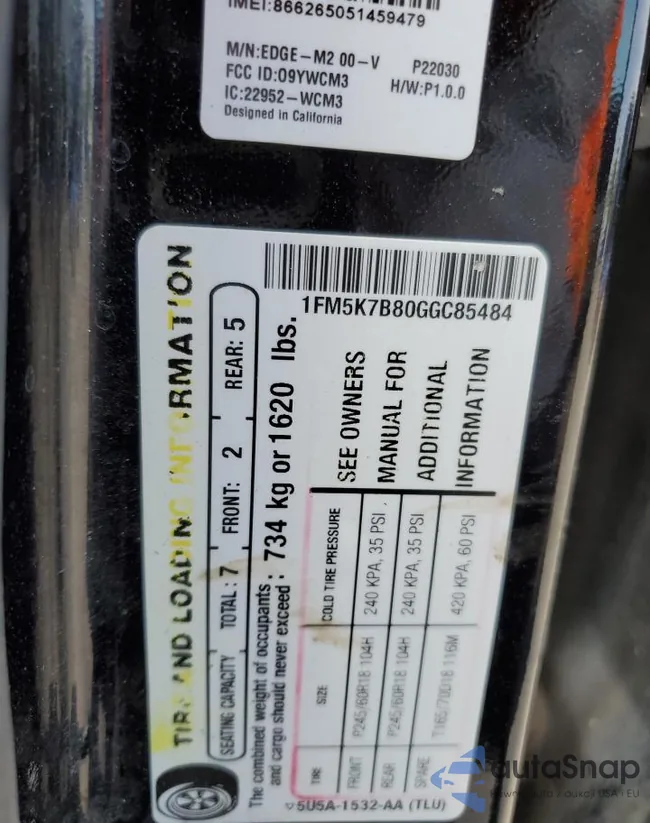 IMEI:866265051459479
M/N:EDGE-M2 00-V P22030
FCC ID:O9YWCM3 H/W:P1.0.0
IC:22952-WCM3
Designed in California
1FM5K7B80GGC85484
TIRE AND LOADING INFORMATION
SEATING CAPACITY TOTAL : 7 FRONT: 2 REAR: 5
The combined weight of occupants
and cargo should never exceed : 734 kg or 1620 lbs.
TIRE SIZE COLD TIRE PRESSURE
FRONT P245/60R18 104H 240 KPA, 35 PSI
REAR P245/60R18 104H 240 KPA, 35 PSI
SPARE T165/70D18 116M 420 KPA, 60 PSI
SEE OWNERS
MANUAL FOR
ADDITIONAL
INFORMATION
5U5A-1532-AA (TLU)
autaSnap